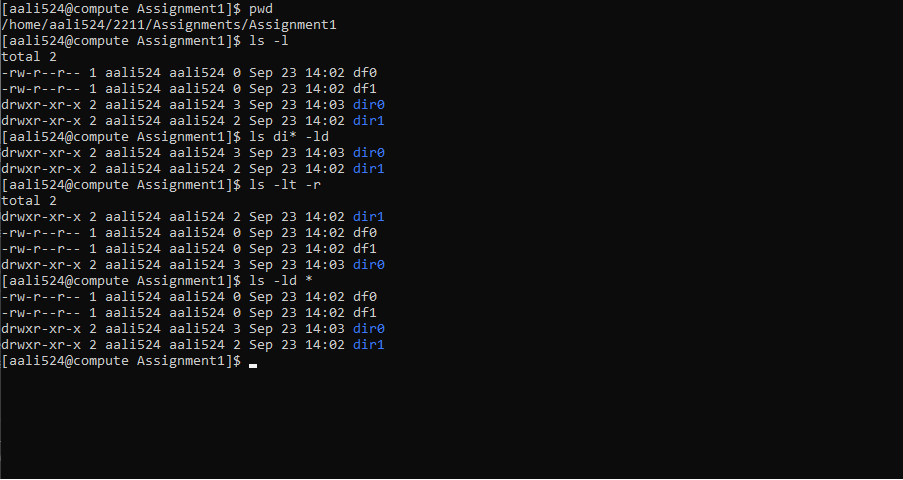 [aali524@compute Assignment1]$ pwd
/home/aali524/2211/Assignments/Assignment1
[aali524@compute Assignment1]$ ls -l
total 2
-rw-r--r-- 1 aali524 aali524 0 Sep 23 14:02 df0
-rw-r--r-- 1 aali524 aali524 0 Sep 23 14:02 df1
drwxr-xr-x 2 aali524 aali524 3 Sep 23 14:03 dir0
drwxr-xr-x 2 aali524 aali524 2 Sep 23 14:02 dir1
[aali524@compute Assignment1]$ ls di* -ld
drwxr-xr-x 2 aali524 aali524 3 Sep 23 14:03 dir0
drwxr-xr-x 2 aali524 aali524 2 Sep 23 14:02 dir1
[aali524@compute Assignment1]$ ls -lt -r
total 2
drwxr-xr-x 2 aali524 aali524 2 Sep 23 14:02 dir1
-rw-r--r-- 1 aali524 aali524 0 Sep 23 14:02 df0
-rw-r--r-- 1 aali524 aali524 0 Sep 23 14:02 df1
drwxr-xr-x 2 aali524 aali524 3 Sep 23 14:03 dir0
[aali524@compute Assignment1]$ ls -ld *
-rw-r--r-- 1 aali524 aali524 0 Sep 23 14:02 df0
-rw-r--r-- 1 aali524 aali524 0 Sep 23 14:02 df1
drwxr-xr-x 2 aali524 aali524 3 Sep 23 14:03 dir0
drwxr-xr-x 2 aali524 aali524 2 Sep 23 14:02 dir1
[aali524@compute Assignment1]$